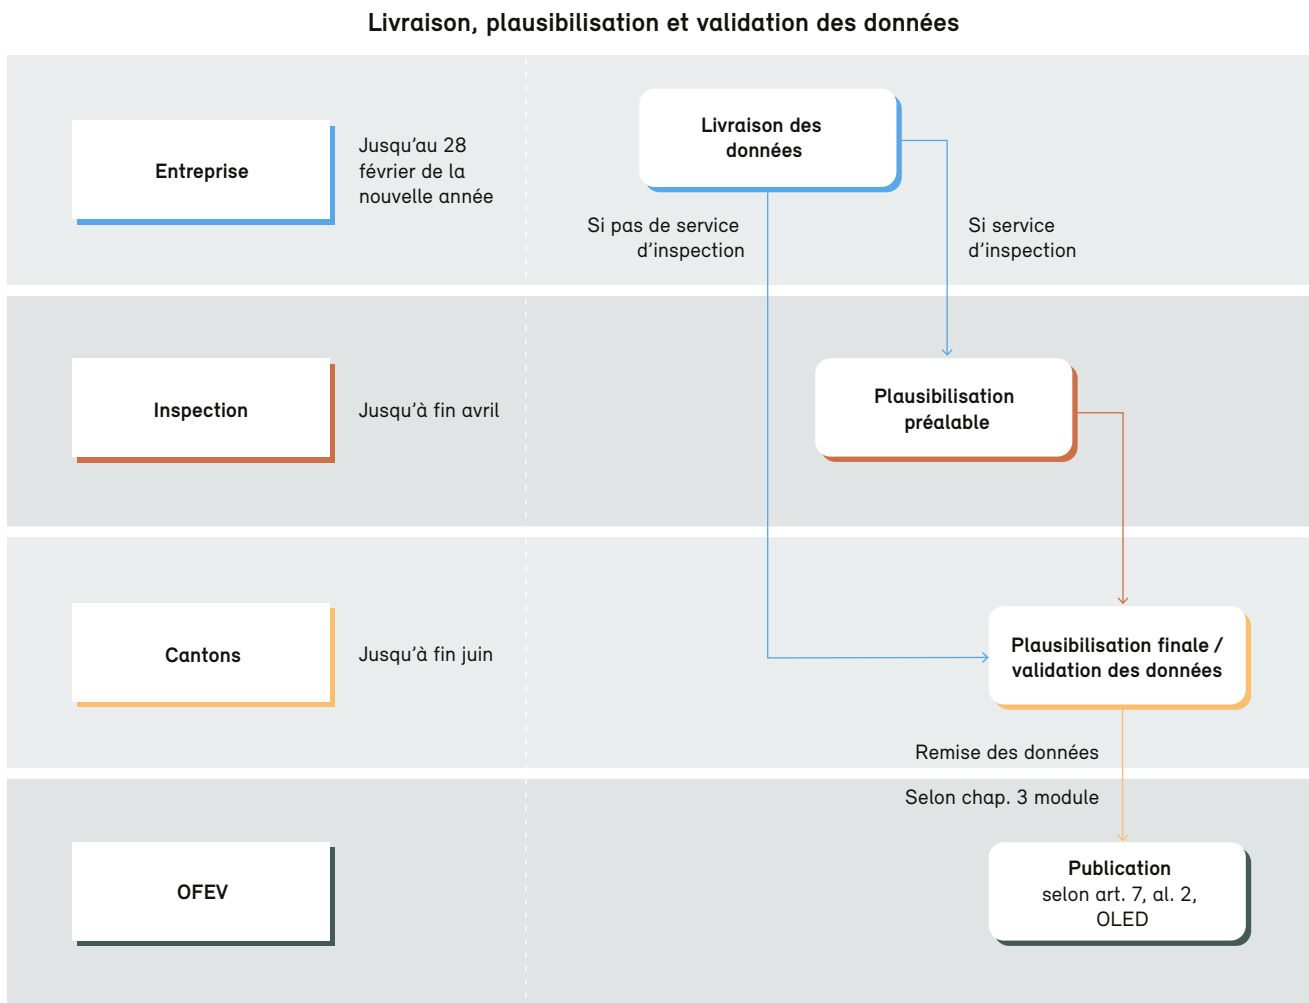 Livraison, plausibilisation et validation des données
Entreprise
Jusqu’au 28
février de la
nouvelle année
Livraison des
données
Si pas de service
d’inspection
Si service
d’inspection
Inspection
Jusqu’à fin avril
Plausibilisation
préalable
Cantons
Jusqu’à fin juin
Plausibilisation finale /
validation des données
Remise des données
Selon chap. 3 module
OFEV
Publication
selon art. 7, al. 2,
OLED